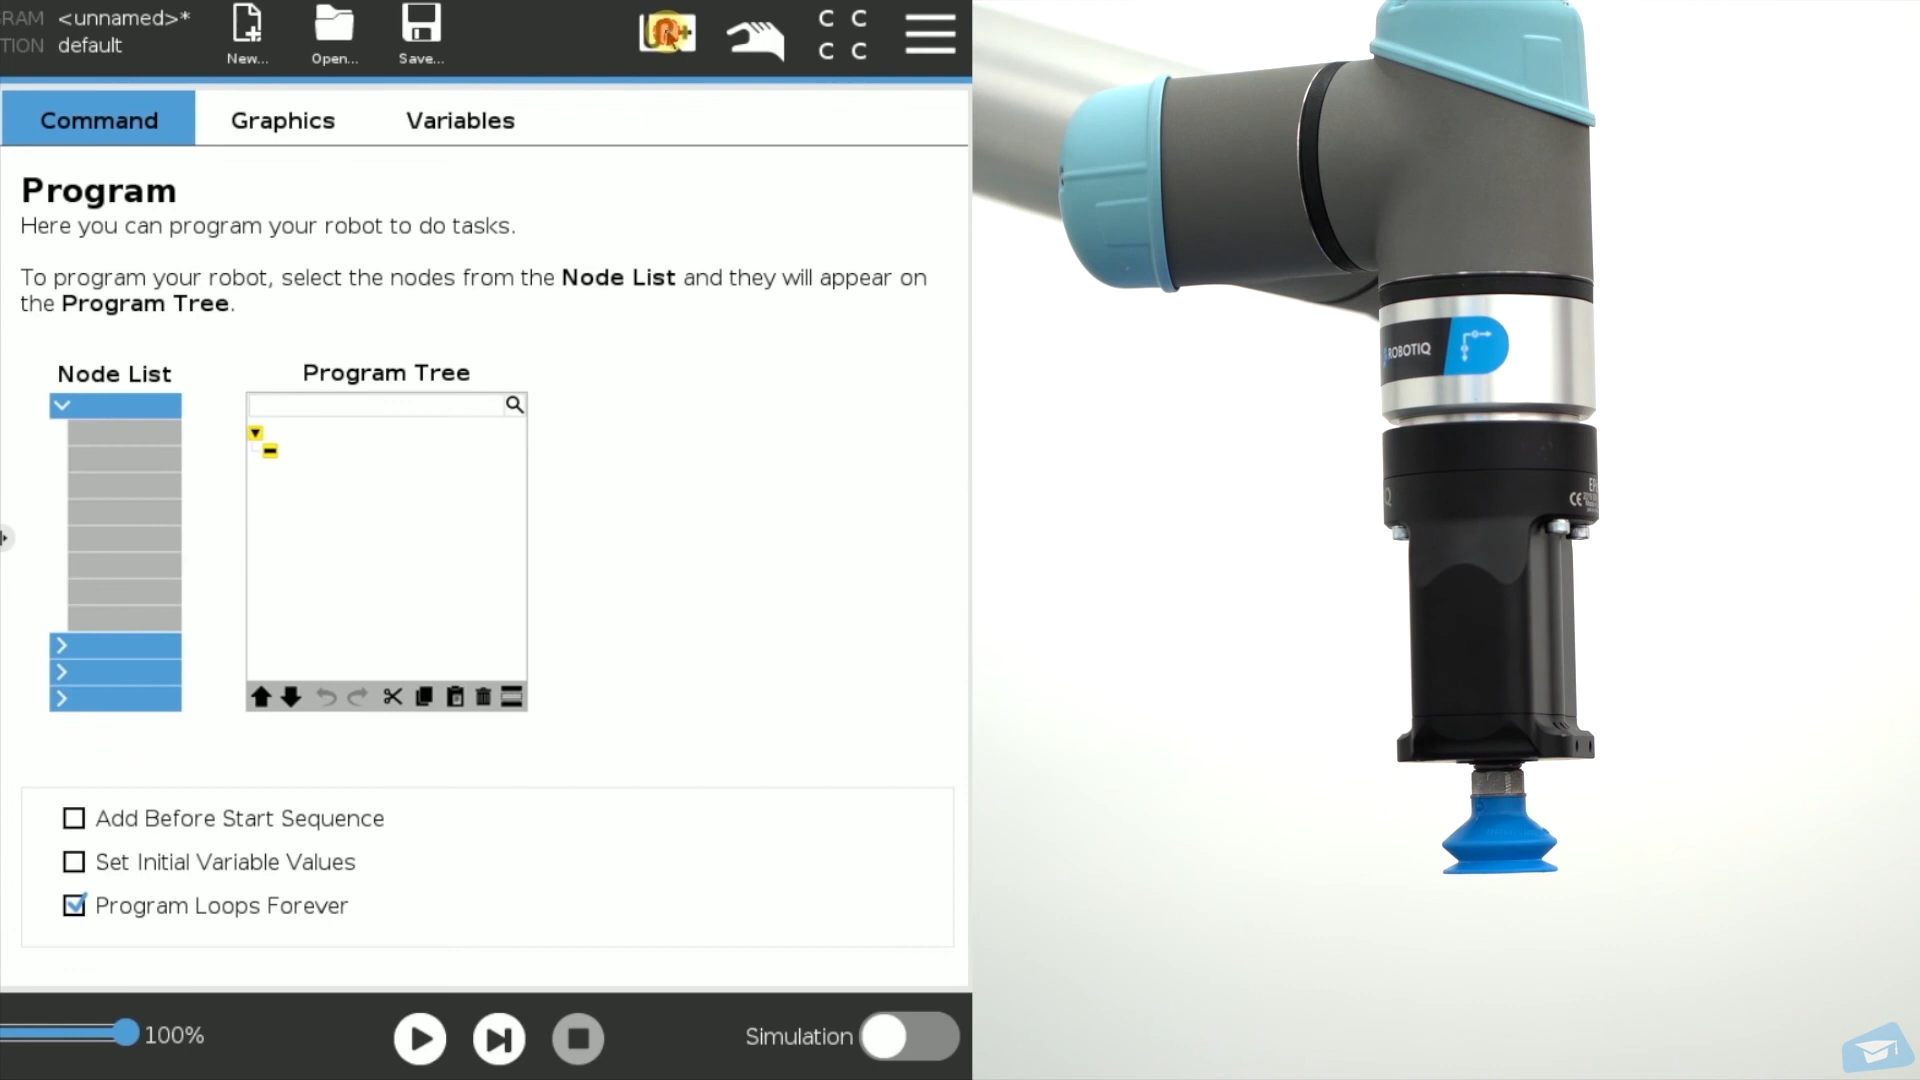 RAM <unnamed>*
TION default
New... Open... Save...
C C
C C
Command Graphics Variables
Program
Here you can program your robot to do tasks.
To program your robot, select the nodes from the Node List and they will appear on
the Program Tree.
Node List Program Tree
Add Before Start Sequence
Set Initial Variable Values
Program Loops Forever
100%
Simulation
ROBOTIQ
Q
CE